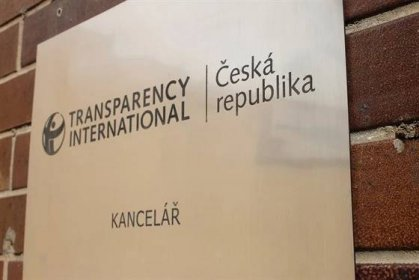 TRANSPARENCY
INTERNATIONAL
Česká
republika
KANCELÁŘ